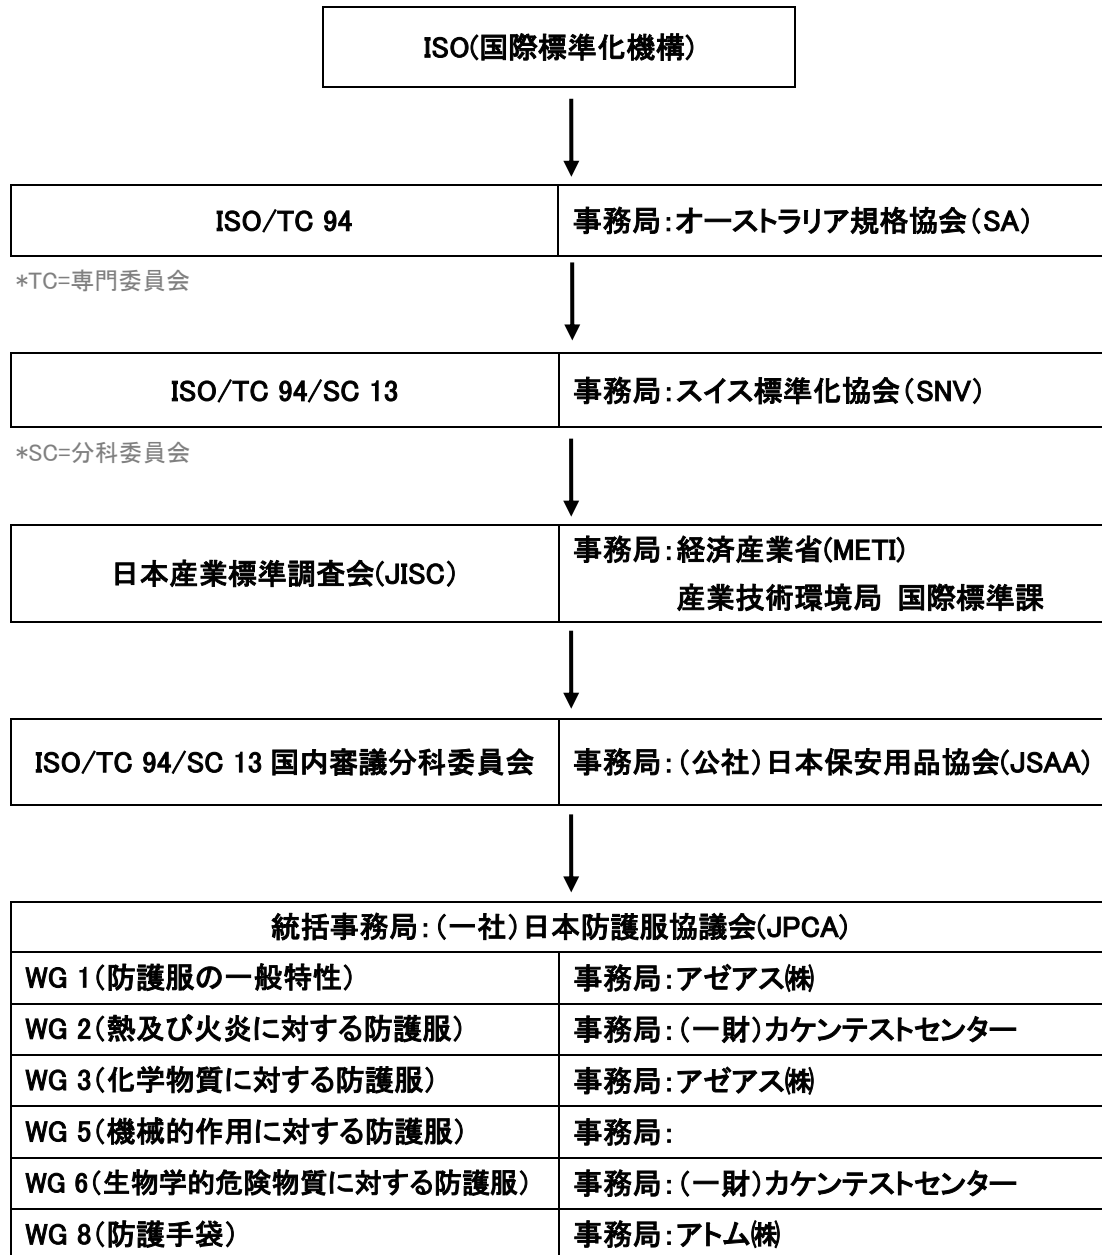 ISO(国際標準化機構)
ISO/TC 94
事務局：オーストラリア規格協会（SA）
*TC=専門委員会
ISO/TC 94/SC 13
事務局：スイス標準化協会（SNV）
*SC=分科委員会
日本産業標準調査会(JISC)
事務局：経済産業省(METI)
産業技術環境局 国際標準課
ISO/TC 94/SC 13 国内審議分科委員会
事務局：（公社）日本保安用品協会(JSAA)
統括事務局：（一社）日本防護服協議会(JPCA)
WG 1（防護服の一般特性）
事務局：アゼアス㈱
WG 2（熱及び火炎に対する防護服）
事務局：（一財）カケンテストセンター
WG 3（化学物質に対する防護服）
事務局：アゼアス㈱
WG 5（機械的作用に対する防護服）
事務局：
WG 6（生物学的危険物質に対する防護服）
事務局：（一財）カケンテストセンター
WG 8（防護手袋）
事務局：アトム㈱